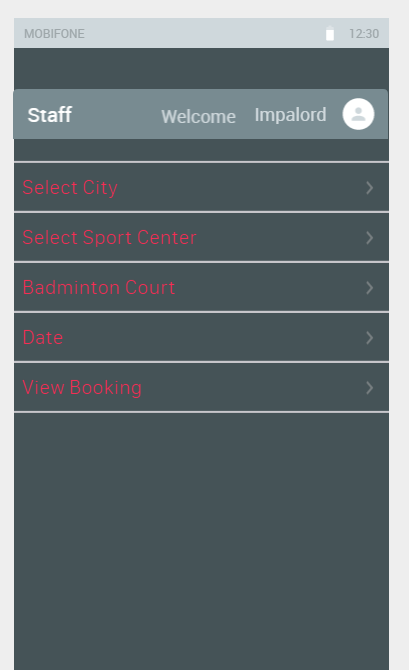 MOBIFONE 12:30
Staff Welcome Impalord
Select City
Select Sport Center
Badminton Court
Date
View Booking